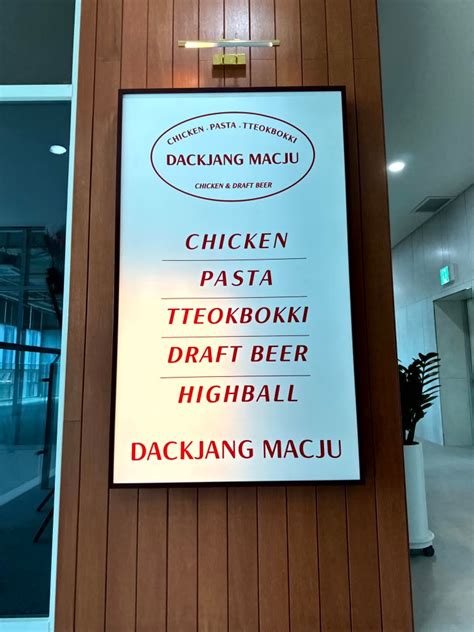 CHICKEN . PASTA . TTEOKBOKKI
DACKJANG MACJU
CHICKEN & DRAFT BEER
CHICKEN
PASTA
TTEOKBOKKI
DRAFT BEER
HIGHBALL
DACKJANG MACJU